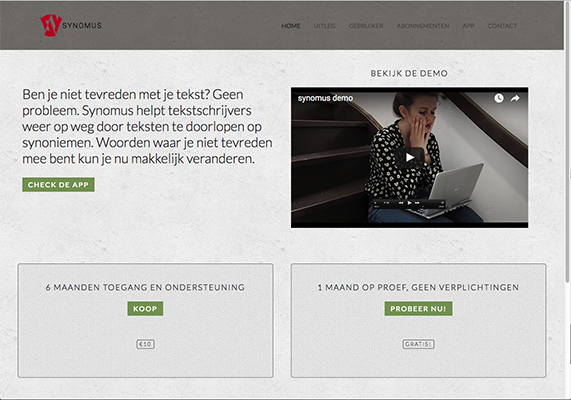 SYNOMUS
HOME UITLEG GEBRUIKER ABONNEMENTEN APP CONTACT
Ben je niet tevreden met je tekst? Geen
probleem. Synomus helpt tekstschrijvers
weer op weg door teksten te doorlopen op
synoniemen. Woorden waar je niet tevreden
mee bent kun je nu makkelijk veranderen.
CHECK DE APP
BEKIJK DE DEMO
synomus demo
6 MAANDEN TOEGANG EN ONDERSTEUNING
KOOP
€10
1 MAAND OP PROEF, GEEN VERPLICHTINGEN
PROBEER NU!
GRATIS!